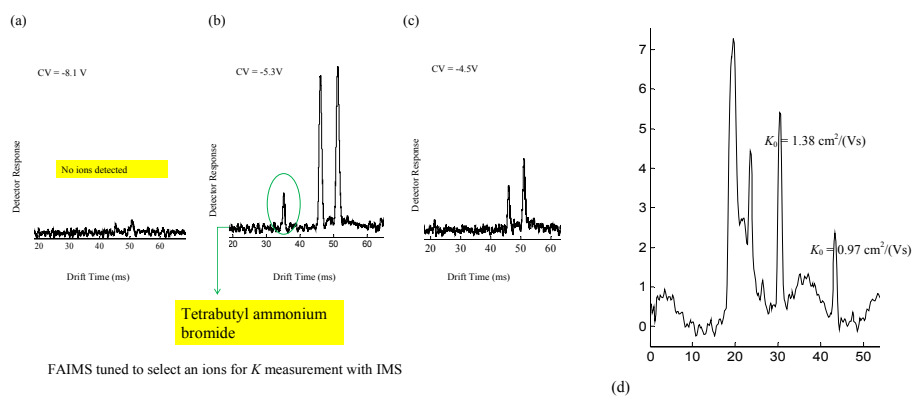 (a)
CV = -8.1 V
Detector Response
No ions detected
20 30 40 50 60
Drift Time (ms)
(b)
CV = -5.3V
Detector Response
20 30 40 50 60
Drift Time (ms)
Tetrabutyl ammonium
bromide
(c)
CV = -4.5V
Detector Response
20 30 40 50 60
Drift Time (ms)
FAIMS tuned to select an ions for K measurement with IMS
7
6
5
4
3
2
1
0
K₀ = 1.38 cm²/(Vs)
K₀ = 0.97 cm²/(Vs)
0 10 20 30 40 50
(d)